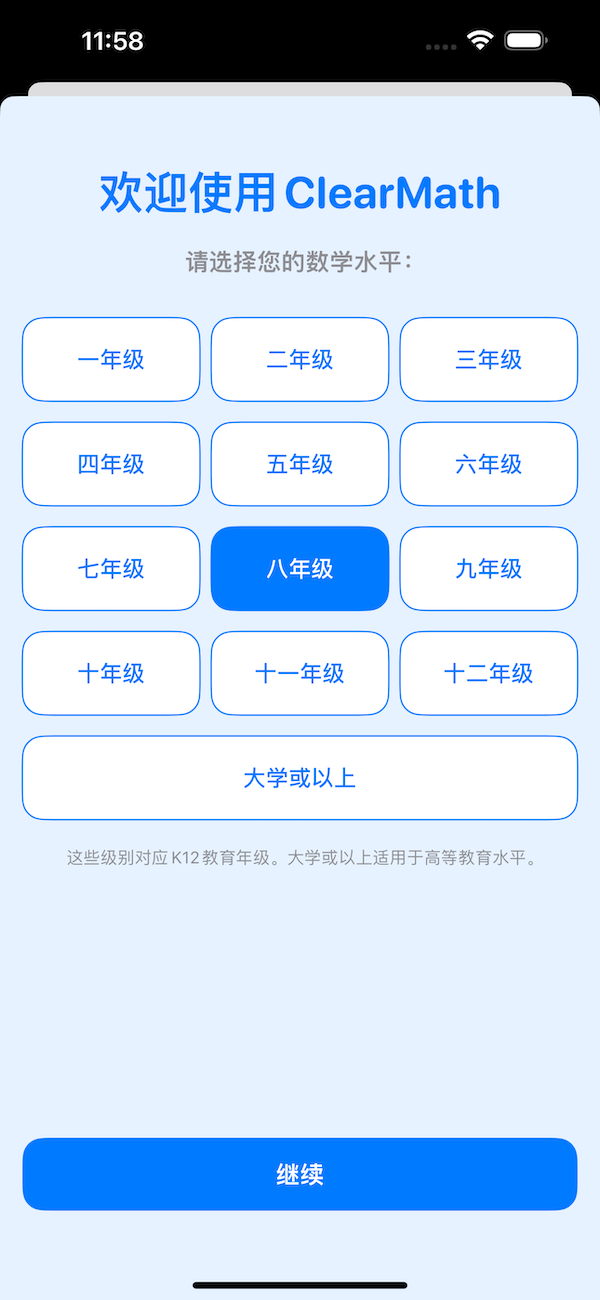 11:58
欢迎使用 ClearMath
请选择您的数学水平：
一年级 二年级 三年级
四年级 五年级 六年级
七年级 八年级 九年级
十年级 十一年级 十二年级
大学或以上
这些级别对应 K12 教育年级。大学或以上适用于高等教育水平。
继续